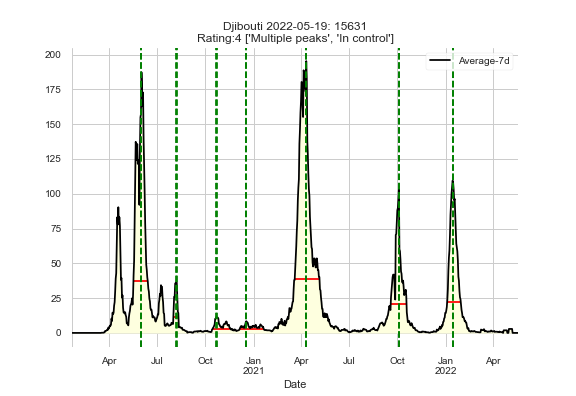 Djibouti 2022-05-19: 15631
Rating:4 ['Multiple peaks', 'In control']
Average-7d
200
175
150
125
100
75
50
25
0
Apr Jul Oct Jan Apr Jul Oct Jan Apr
2021 2022
Date